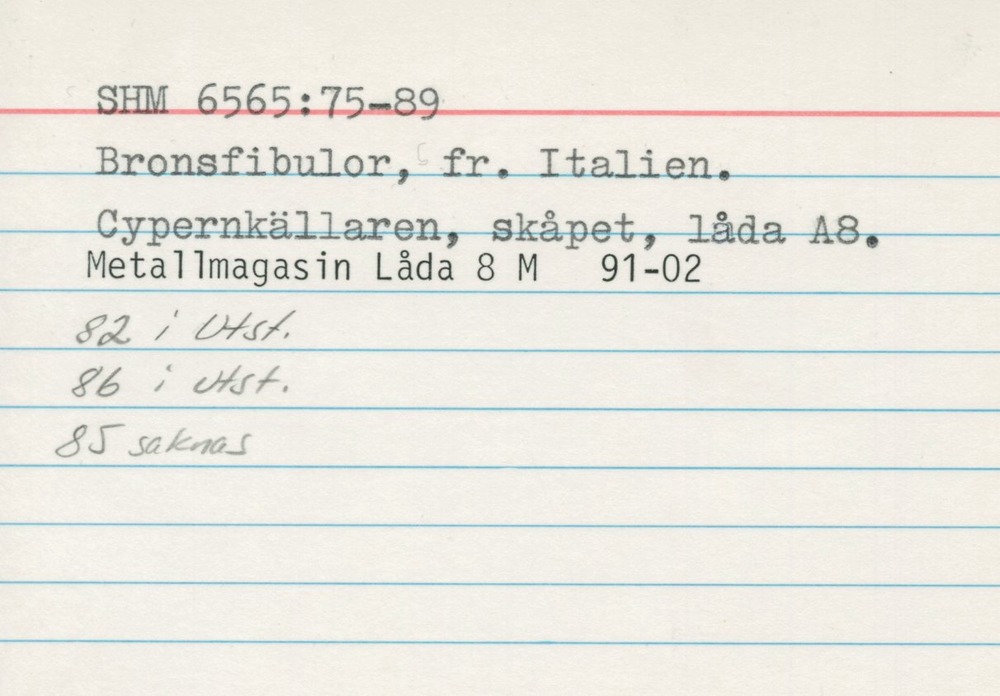 SHM 6565:75-89
Bronsfibulor, fr. Italien.
Cypernkällaren, skåpet, låda A8.
Metallmagasin Låda 8 M 91-02
82 i Utst.
86 i utst.
85 saknas